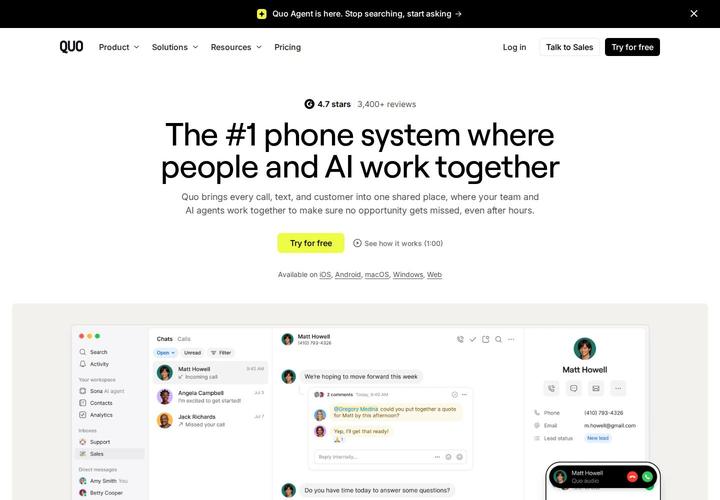 Quo Agent is here. Stop searching, start asking →
QUO
Product
Solutions
Resources
Pricing
Log in
Talk to Sales
Try for free
4.7 stars 3,400+ reviews
The #1 phone system where
people and AI work together
Quo brings every call, text, and customer into one shared place, where your team and
AI agents work together to make sure no opportunity gets missed, even after hours.
Try for free
See how it works (1:00)
Available on iOS, Android, macOS, Windows, Web
Search
Activity
Your workspace
Sona AI agent
Contacts
Analytics
Inboxes
Support
Sales
Direct messages
Amy Smith You
Betty Cooper
Chats Calls
Open
Unread
Filter
Matt Howell 9:40 AM
Incoming call
Angela Campbell Jul 8
I'm excited to get started!
Jack Richards Jul 7
Missed your call
Matt Howell
(410) 793-4326
We're hoping to move forward this week
2 comments Today, 9:40 AM
@Gregory Medina could you put together a quote
for Matt by this afternoon?
Yep, I'll get that ready!
Reply internally...
Do you have time today to answer some questions?
Matt Howell
Phone (410) 793-4326
Email m.howell@gmail.com
Lead status New lead
Matt Howell
Quo audio